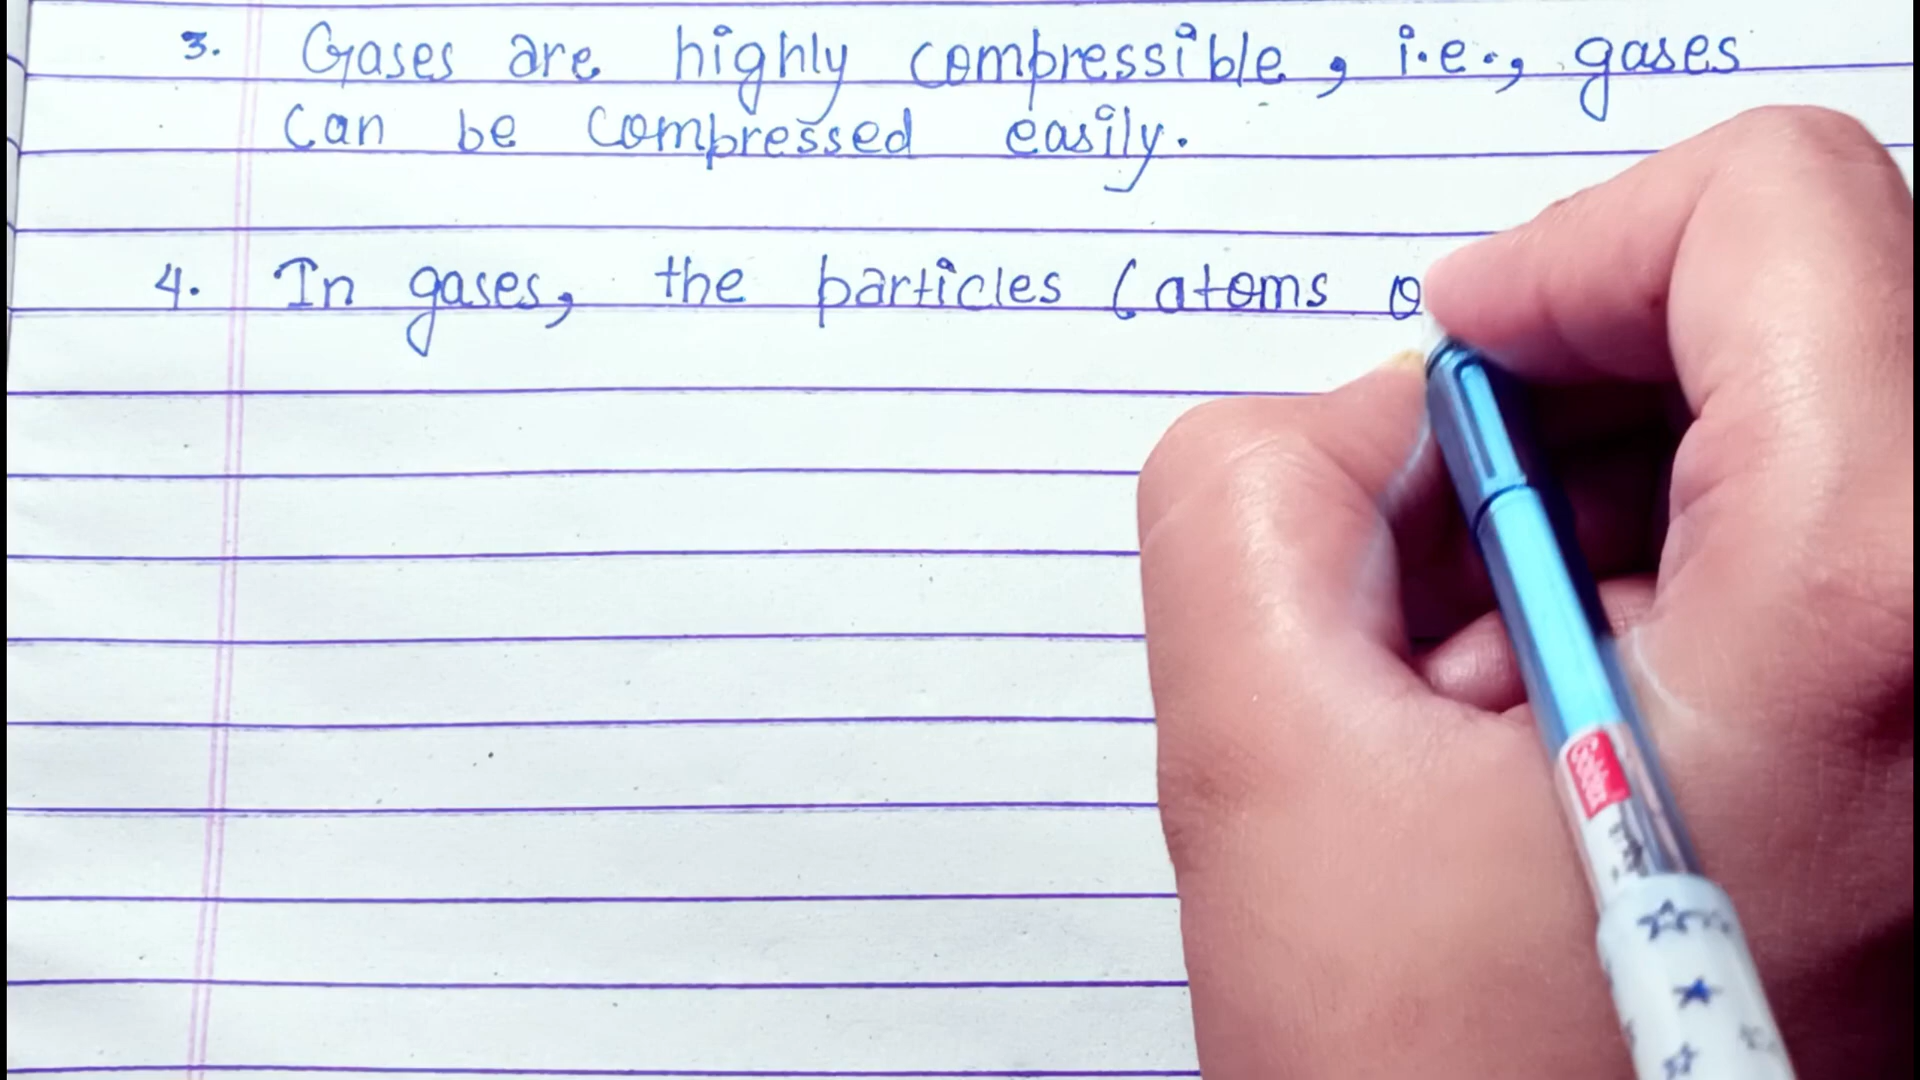 3. Gases are highly compressible, i.e., gases
can be compressed easily.
4. In gases, the particles (atoms o